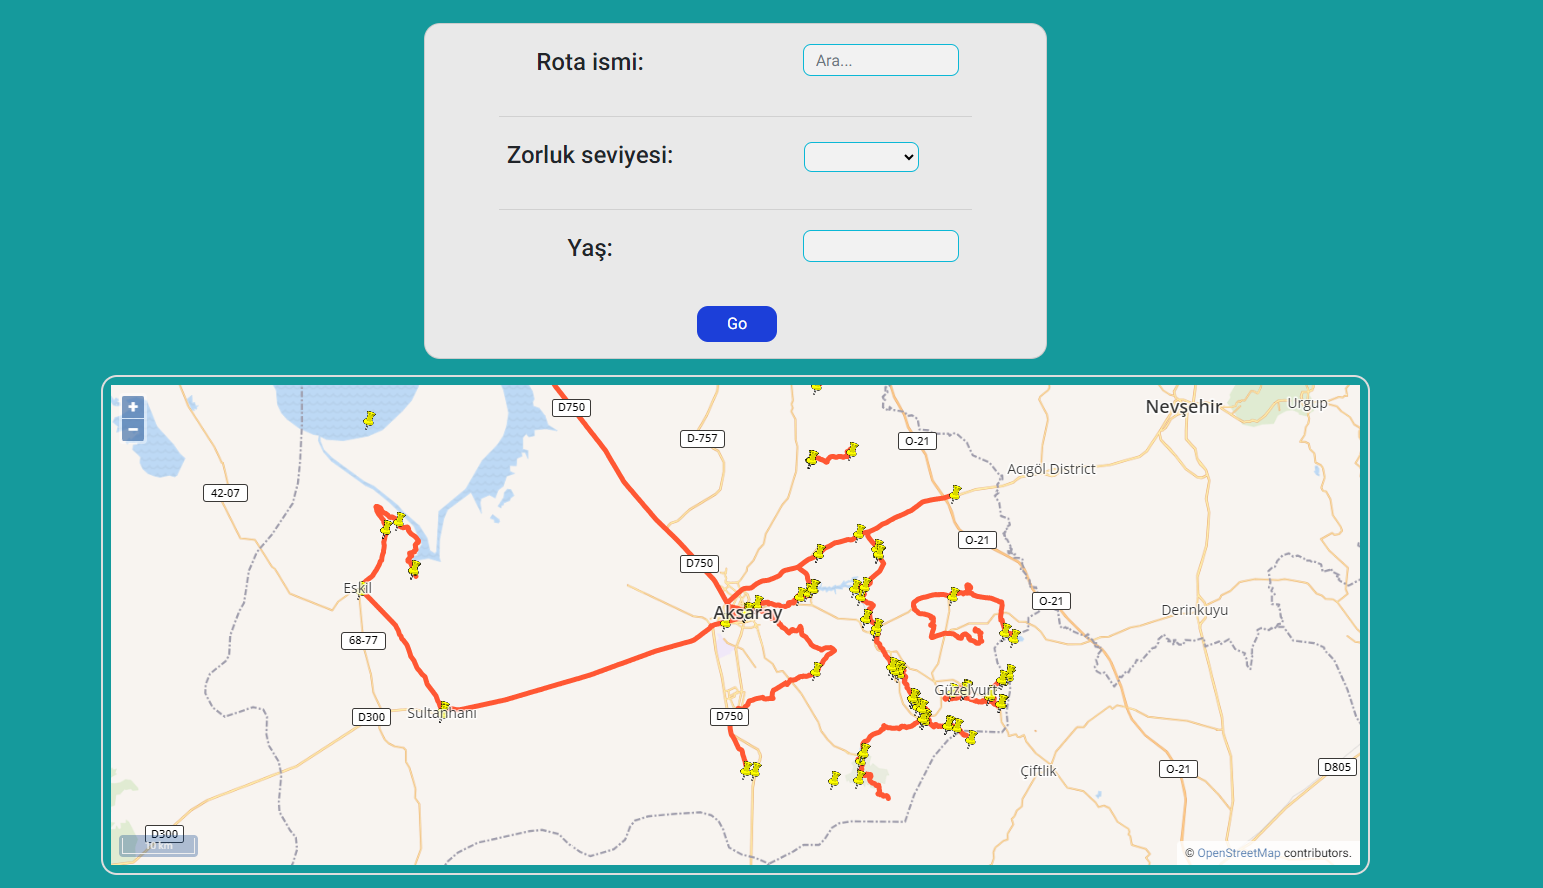 Rota ismi:
Ara...
Zorluk seviyesi:
Yaş:
Go
+
−
D750
Nevşehir
Urgup
D-757
O-21
Acıgöl District
42-07
O-21
D750
Eskil
O-21
Derinkuyu
Aksaray
68-77
Güzelyurt
Sultanhanı
D300
D750
Çiftlik
O-21
D805
D300
10 km
© OpenStreetMap contributors.